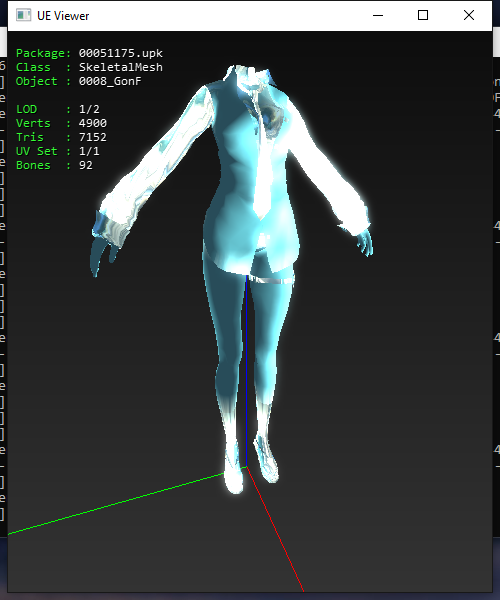 UE Viewer
Package: 00051175.upk
Class : SkeletalMesh
Object : 0008_GonF
LOD : 1/2
Verts : 4900
Tris : 7152
UV Set : 1/1
Bones : 92